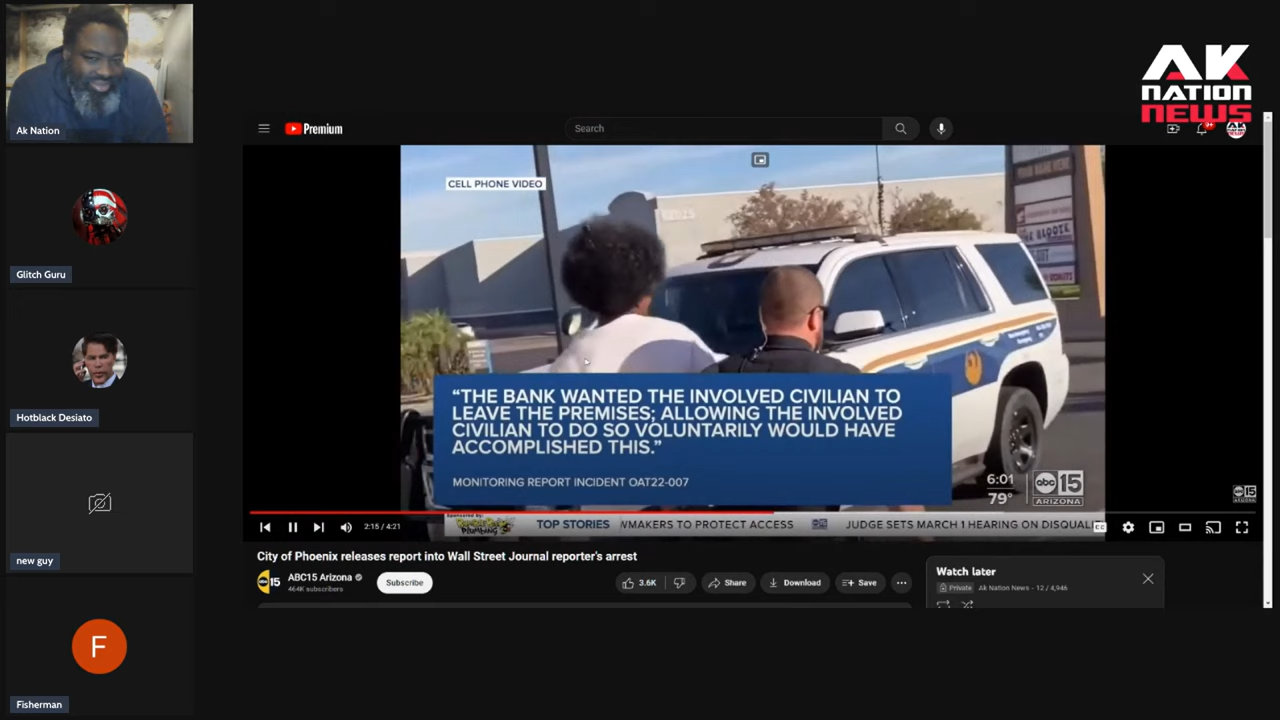 Ak Nation
Glitch Guru
Hotblack Desiato
new guy
F
Fisherman
AK
NATION
NEWS
Premium
Search
9+
CELL PHONE VIDEO
“THE BANK WANTED THE INVOLVED CIVILIAN TO
LEAVE THE PREMISES; ALLOWING THE INVOLVED
CIVILIAN TO DO SO VOLUNTARILY WOULD HAVE
ACCOMPLISHED THIS.”
MONITORING REPORT INCIDENT OAT22-007
6:01
79°
abc 15
ARIZONA
2:15 / 4:21
TOP STORIES
WMAKERS TO PROTECT ACCESS
JUDGE SETS MARCH 1 HEARING ON DISQUAL
City of Phoenix releases report into Wall Street Journal reporter's arrest
ABC15 Arizona
464K subscribers
Subscribe
3.6K
Share
Download
Save
Watch later
Private
Ak Nation News - 12 / 4,946